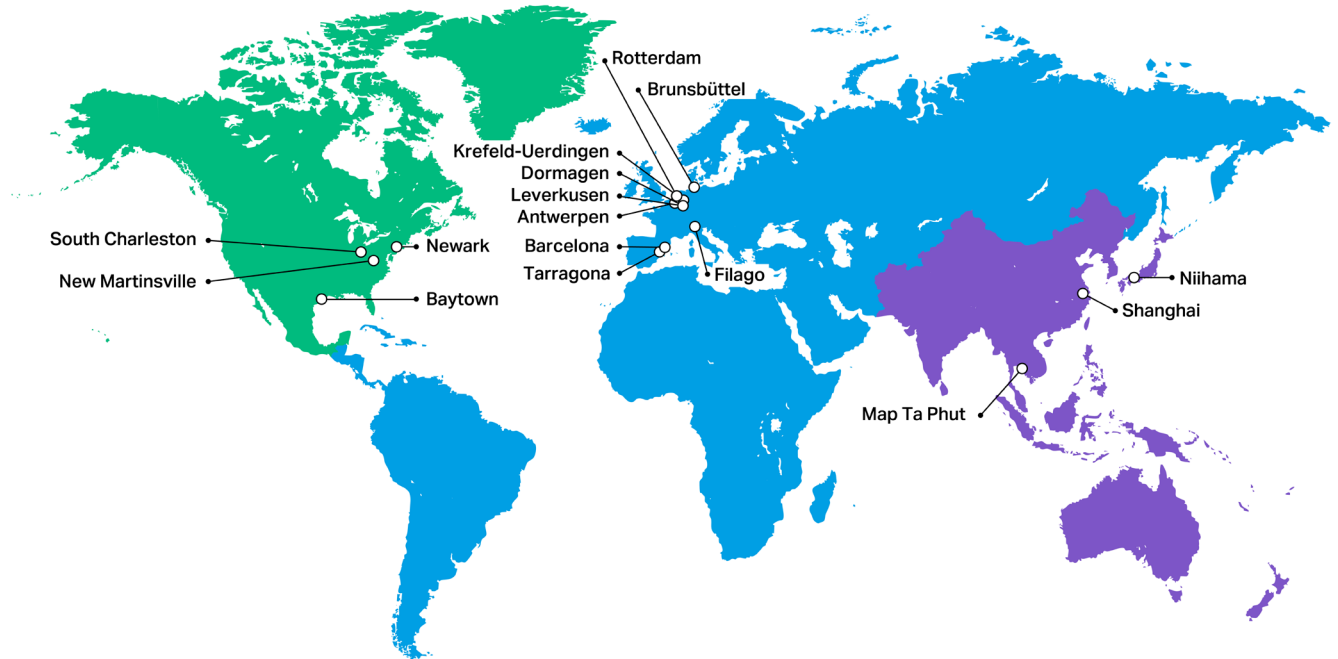 Rotterdam
Brunsbüttel
Krefeld-Uerdingen
Dormagen
Leverkusen
Antwerpen
South Charleston
Newark
Barcelona
New Martinsville
Tarragona
Filago
Niihama
Baytown
Shanghai
Map Ta Phut